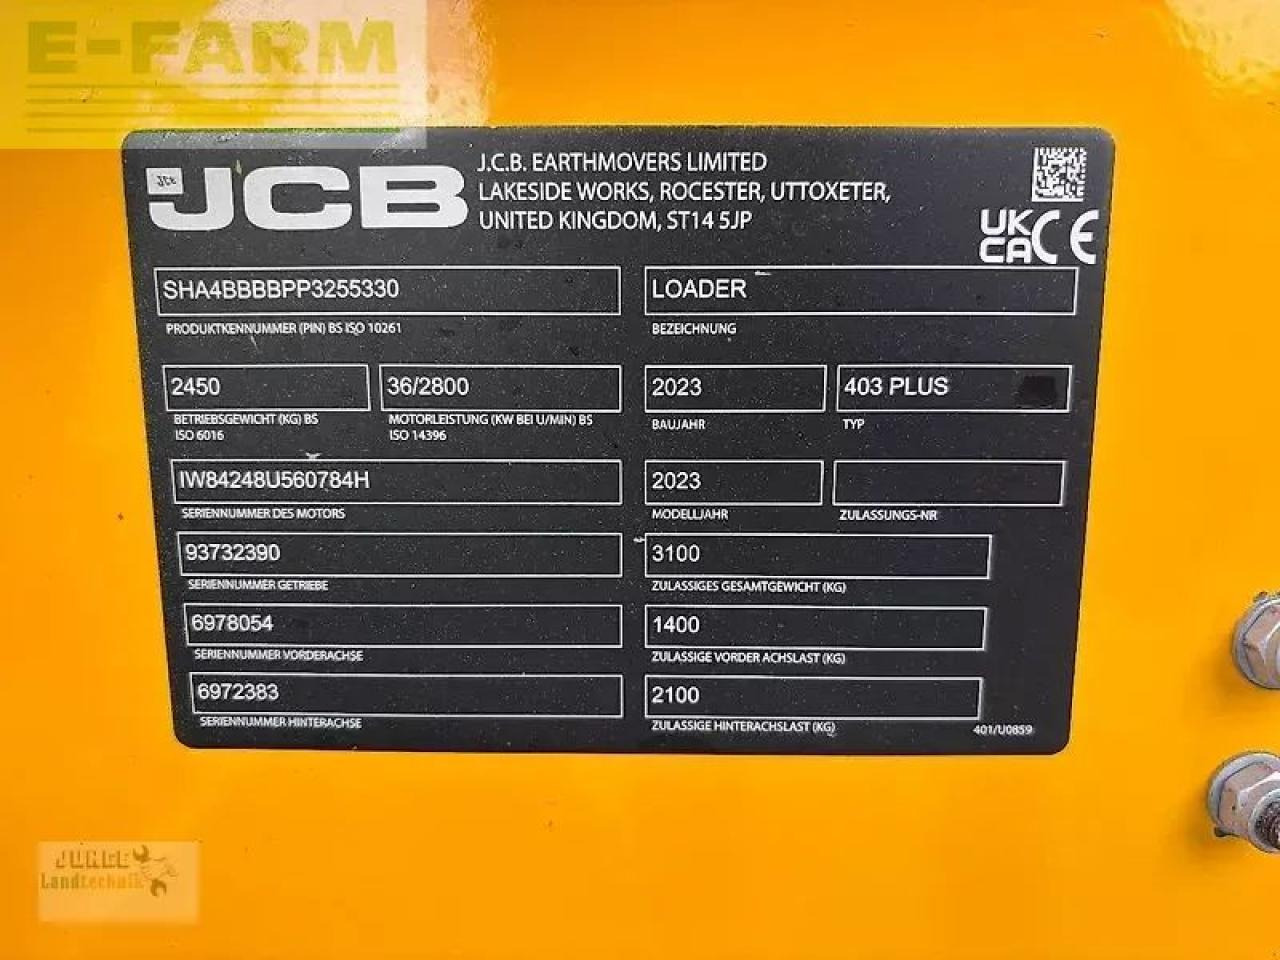 E-FARM
JCB
JCB
J.C.B. EARTHMOVERS LIMITED
LAKESIDE WORKS, ROCESTER, UTTOXETER,
UNITED KINGDOM, ST14 5JP
UK
CA CE
SHA4BBBBPP3255330
LOADER
PRODUKTKENNUMMER (PIN) BS ISO 10261
BEZEICHNUNG
2450
36/2800
2023
403 PLUS
BETRIEBSGEWICHT (KG) BS
ISO 6016
MOTORLEISTUNG (KW BEI U/MIN) BS
ISO 14396
BAUJAHR
TYP
IW84248U560784H
2023
SERIENNUMMER DES MOTORS
MODELLJAHR
ZULASSUNGS-NR
93732390
3100
SERIENNUMMER GETRIEBE
ZULASSIGES GESAMTGEWICHT (KG)
6978054
1400
SERIENNUMMER VORDERACHSE
ZULASSIGE VORDER ACHSLAST (KG)
6972383
2100
SERIENNUMMER HINTERACHSE
ZULASSIGE HINTERACHSLAST (KG)
401/U0859
JUNGE
Landtechnik